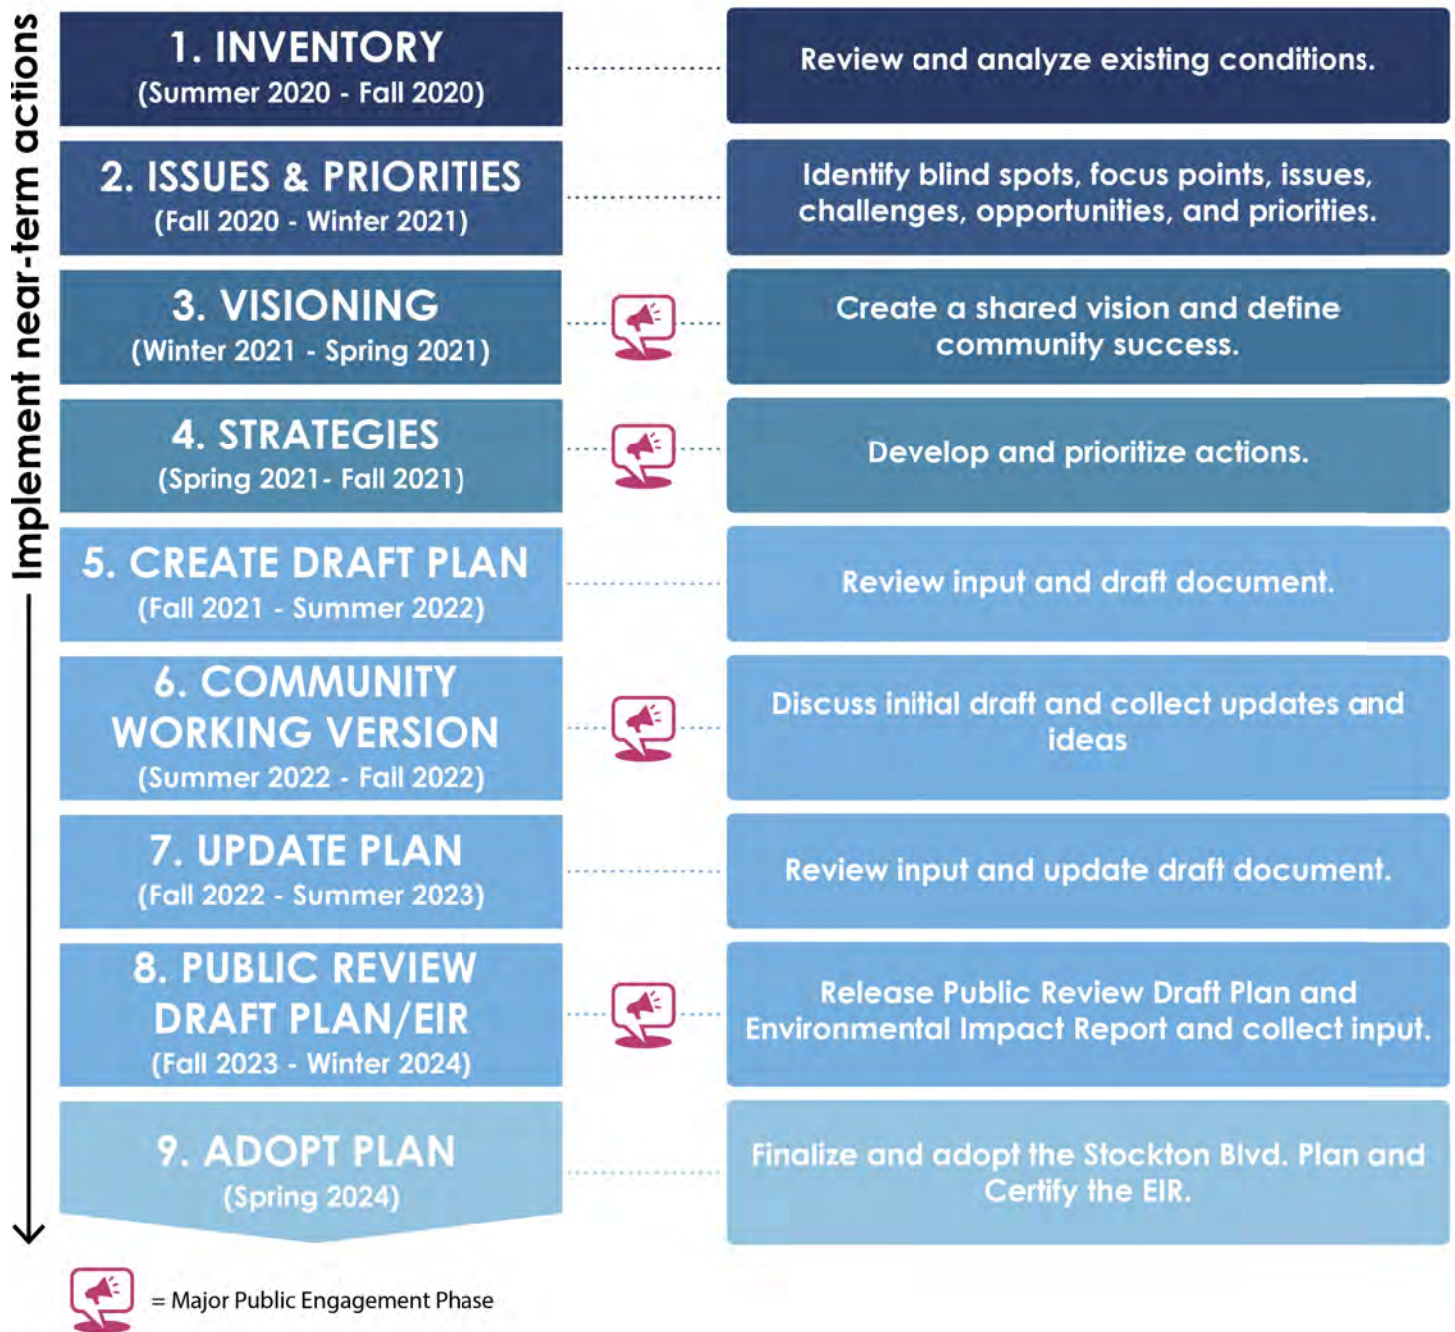 Implement near-term actions
1. INVENTORY
(Summer 2020 - Fall 2020)
Review and analyze existing conditions.
2. ISSUES & PRIORITIES
(Fall 2020 - Winter 2021)
Identify blind spots, focus points, issues,
challenges, opportunities, and priorities.
3. VISIONING
(Winter 2021 - Spring 2021)
Create a shared vision and define
community success.
4. STRATEGIES
(Spring 2021- Fall 2021)
Develop and prioritize actions.
5. CREATE DRAFT PLAN
(Fall 2021 - Summer 2022)
Review input and draft document.
6. COMMUNITY
WORKING VERSION
(Summer 2022 - Fall 2022)
Discuss initial draft and collect updates and
ideas
7. UPDATE PLAN
(Fall 2022 - Summer 2023)
Review input and update draft document.
8. PUBLIC REVIEW
DRAFT PLAN/EIR
(Fall 2023 - Winter 2024)
Release Public Review Draft Plan and
Environmental Impact Report and collect input.
9. ADOPT PLAN
(Spring 2024)
Finalize and adopt the Stockton Blvd. Plan and
Certify the EIR.
= Major Public Engagement Phase